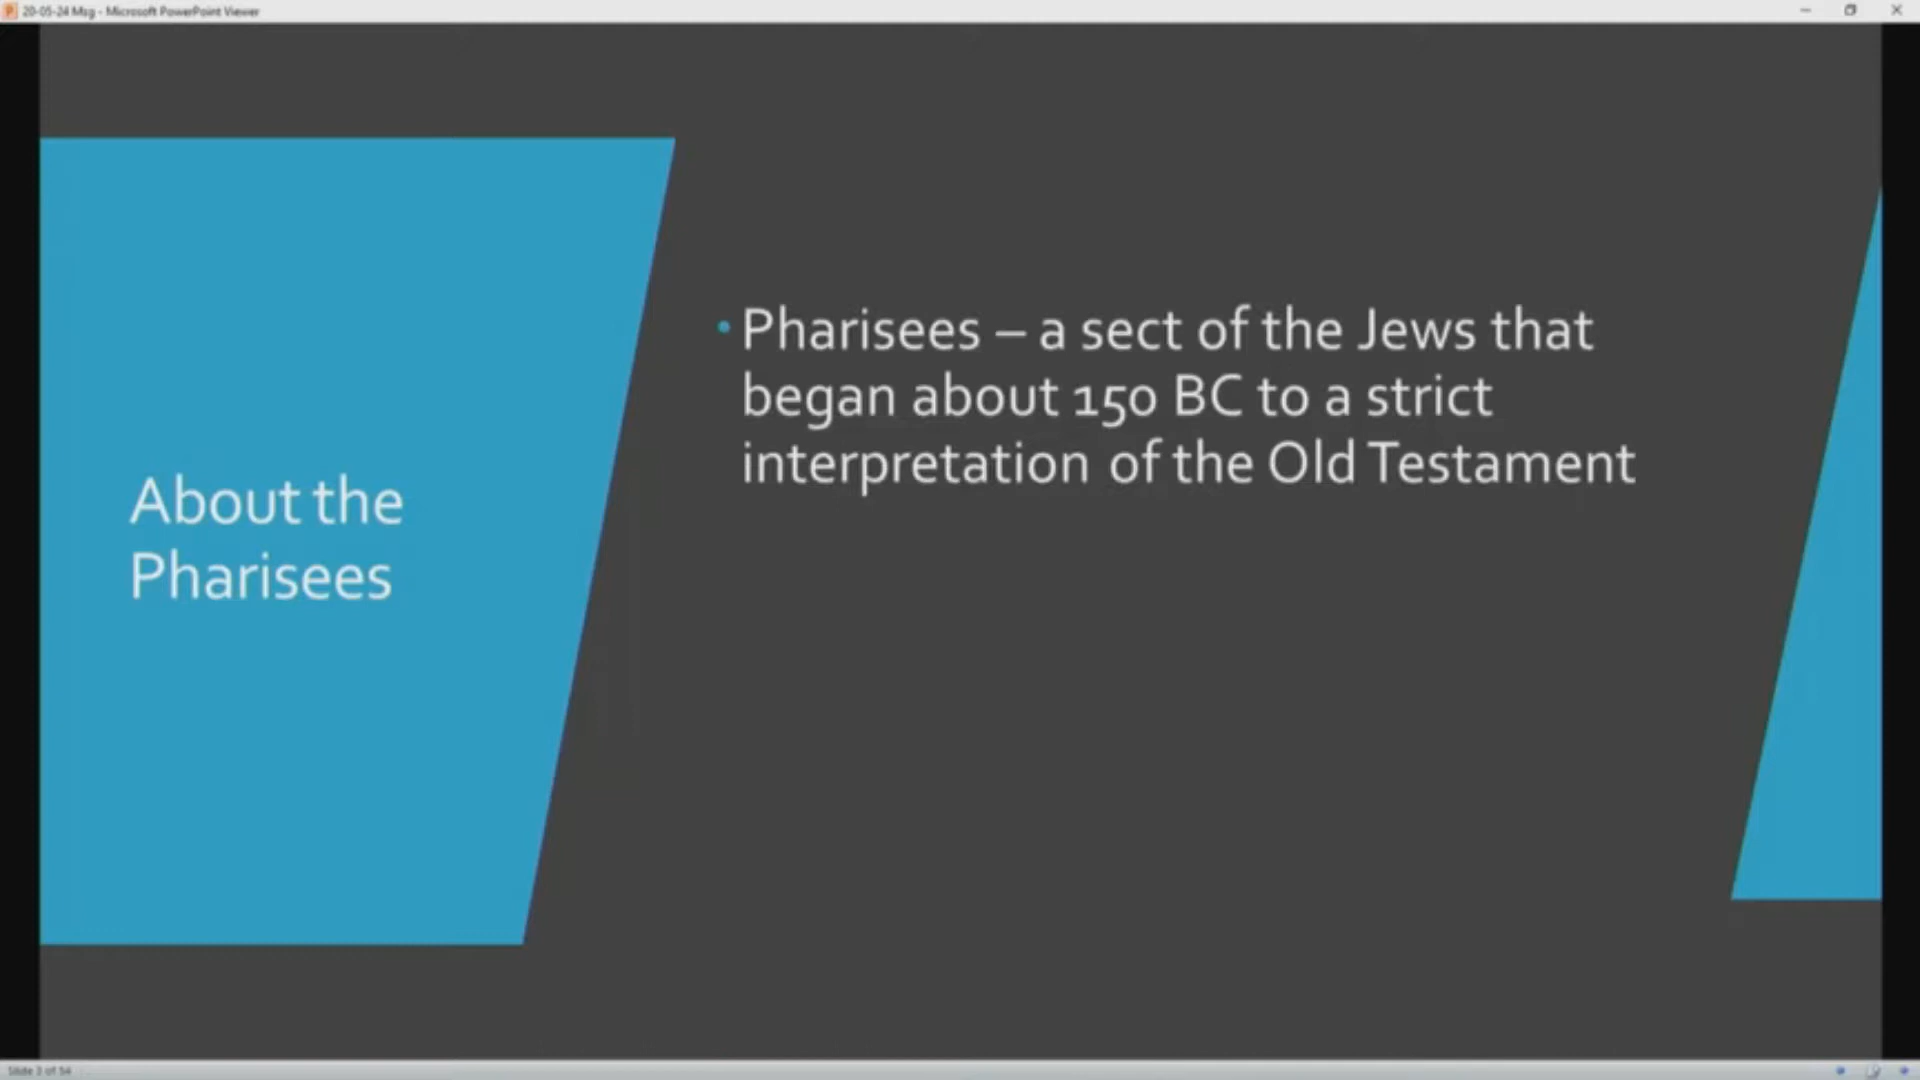 20-05-24 Msg - Microsoft PowerPoint Viewer
About the
Pharisees
• Pharisees – a sect of the Jews that
began about 150 BC to a strict
interpretation of the Old Testament
Slide 3 of 54